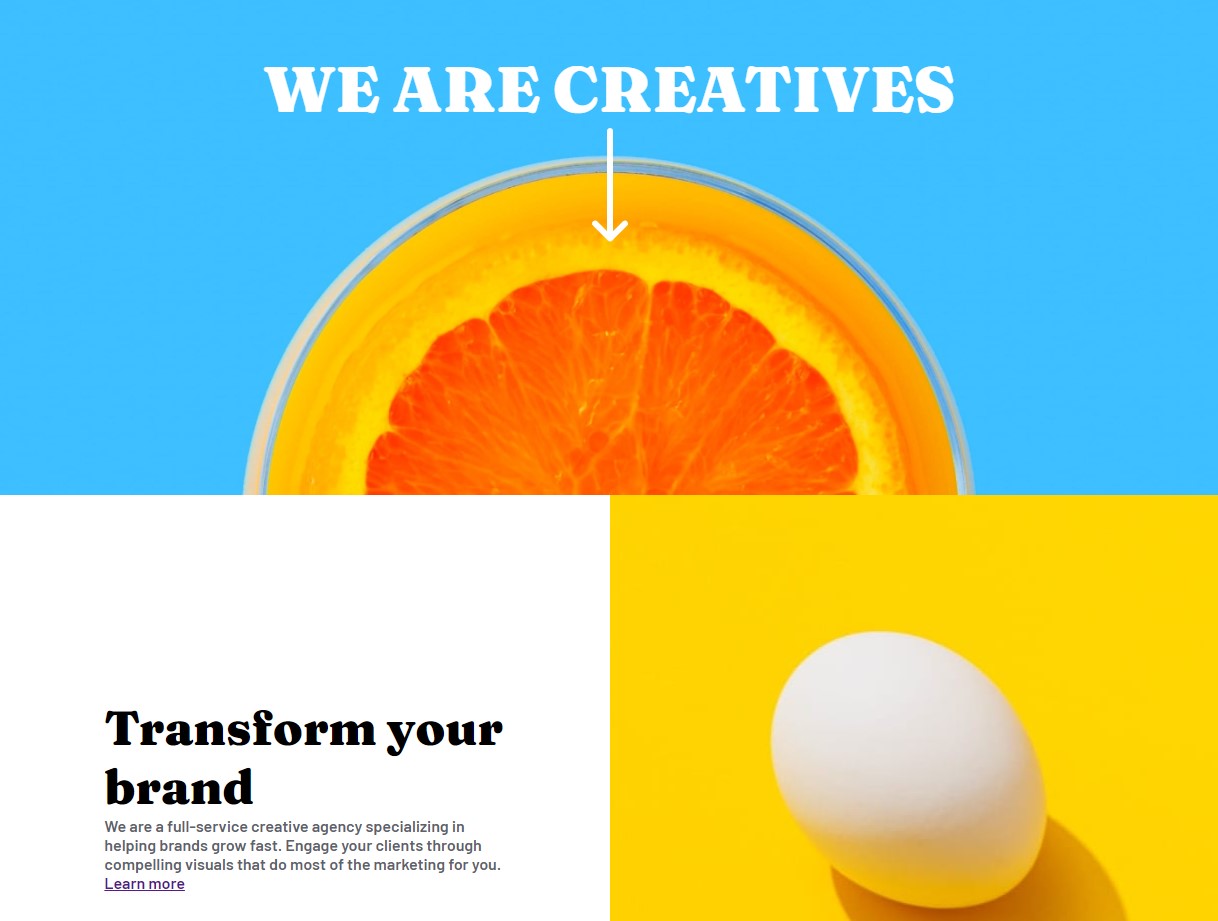 WE ARE CREATIVES
Transform your
brand
We are a full-service creative agency specializing in
helping brands grow fast. Engage your clients through
compelling visuals that do most of the marketing for you.
Learn more